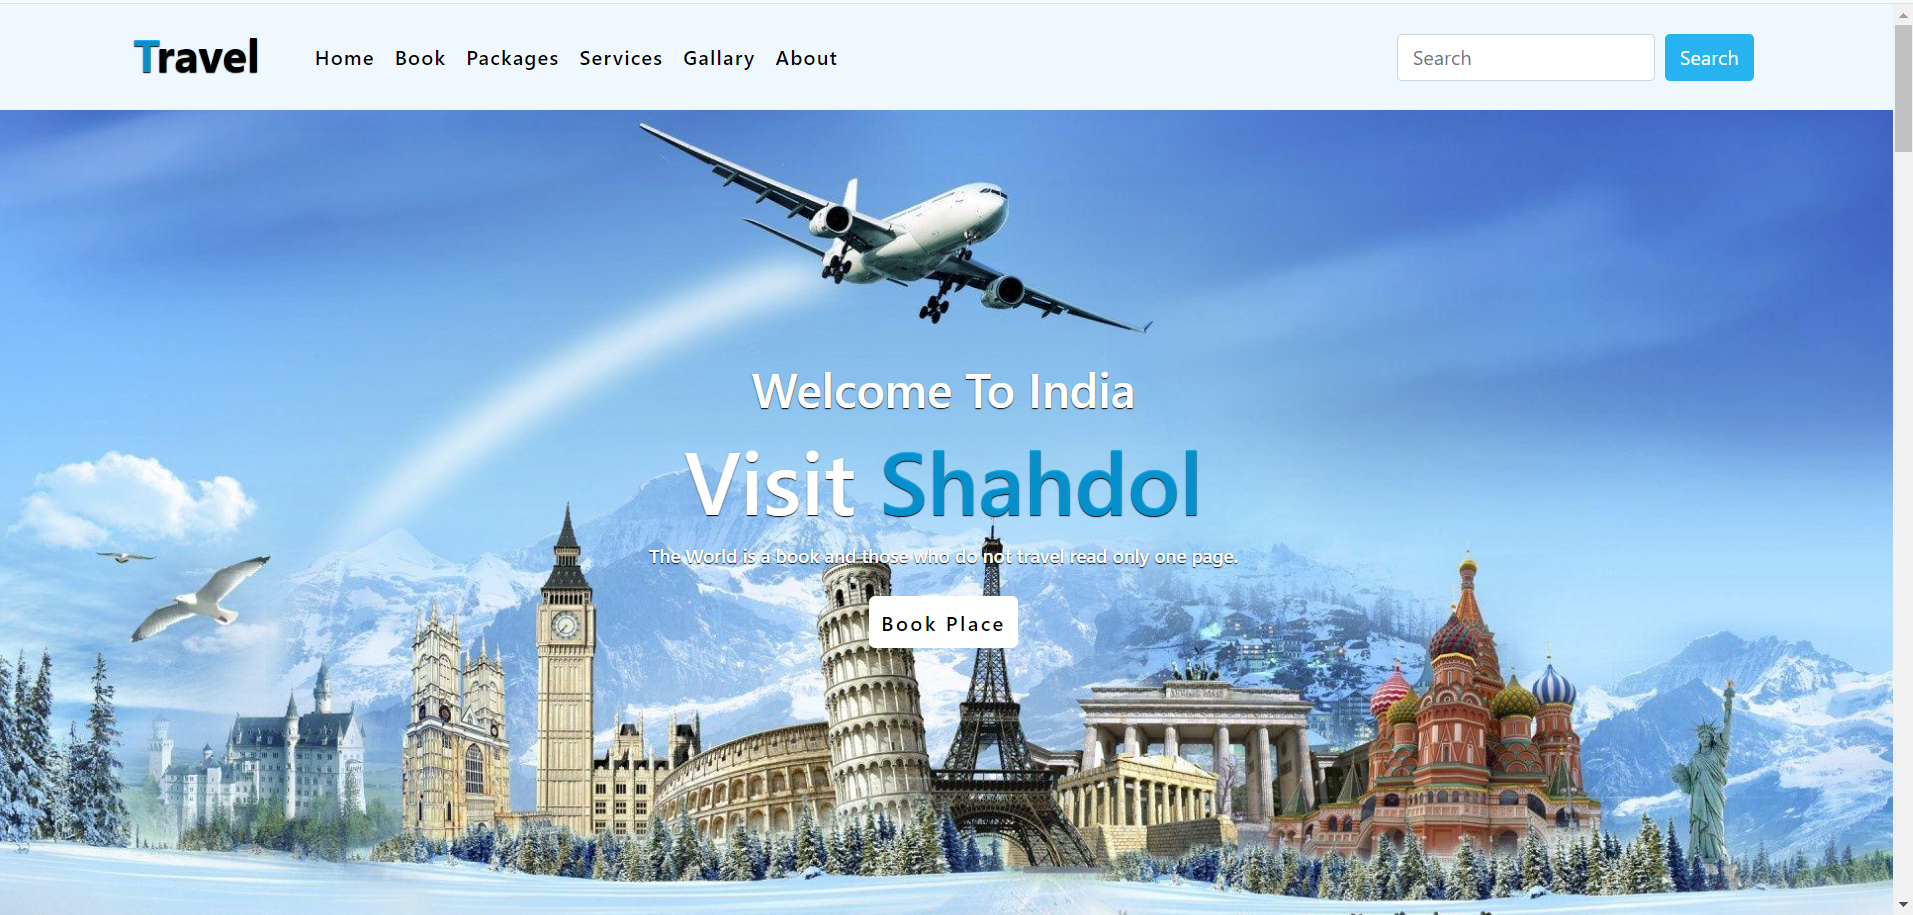 Travel
Home Book Packages Services Gallary About
Search Search
Welcome To India
Visit Shahdol
The World is a book and those who do not travel read only one page.
Book Place